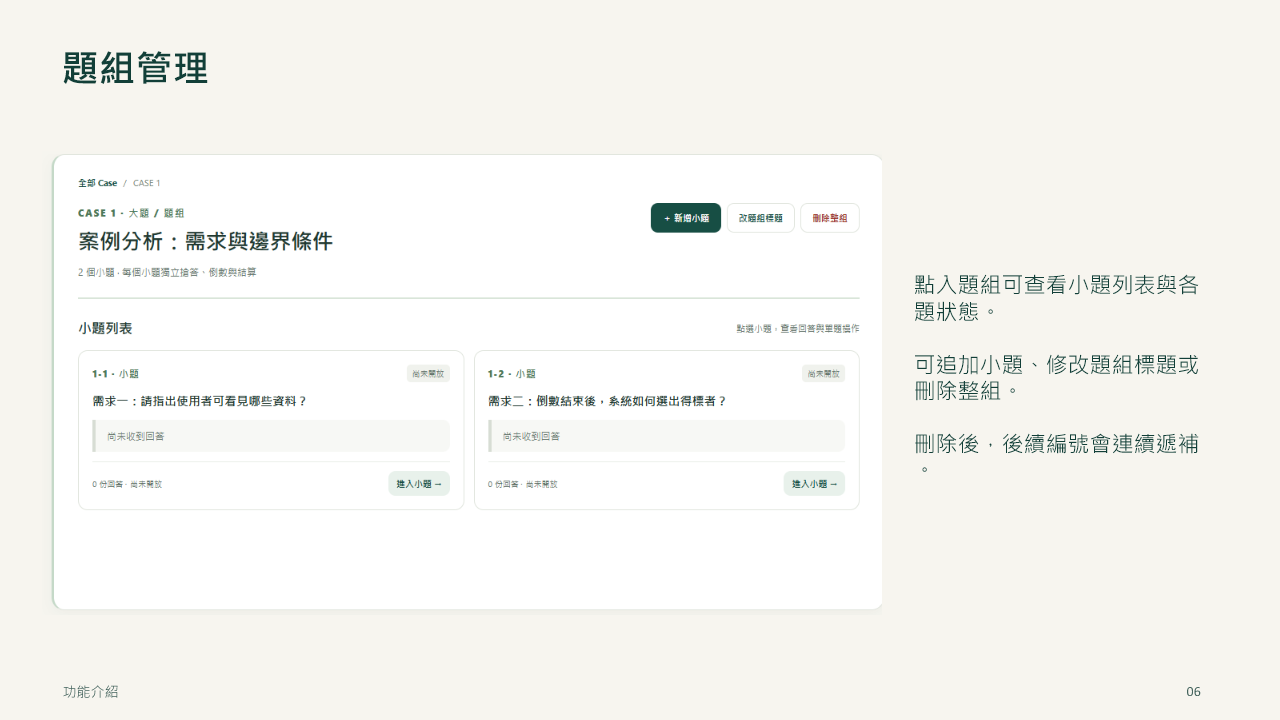 題組管理
全部 Case / CASE 1
CASE 1 · 大題 / 題組
案例分析：需求與邊界條件
2 個小題 · 每個小題獨立搶答、倒數與結算
＋ 新增小題
改題組標題
刪除整組
小題列表
點選小題，查看回答與單題操作
1-1 · 小題
尚未開放
需求一：請指出使用者可看見哪些資料？
尚未收到回答
0 份回答 · 尚未開放
進入小題 →
1-2 · 小題
尚未開放
需求二：倒數結束後，系統如何選出得標者？
尚未收到回答
0 份回答 · 尚未開放
進入小題 →
點入題組可查看小題列表與各
題狀態。
可追加小題、修改題組標題或
刪除整組。
刪除後，後續編號會連續遞補
。
功能介紹
06